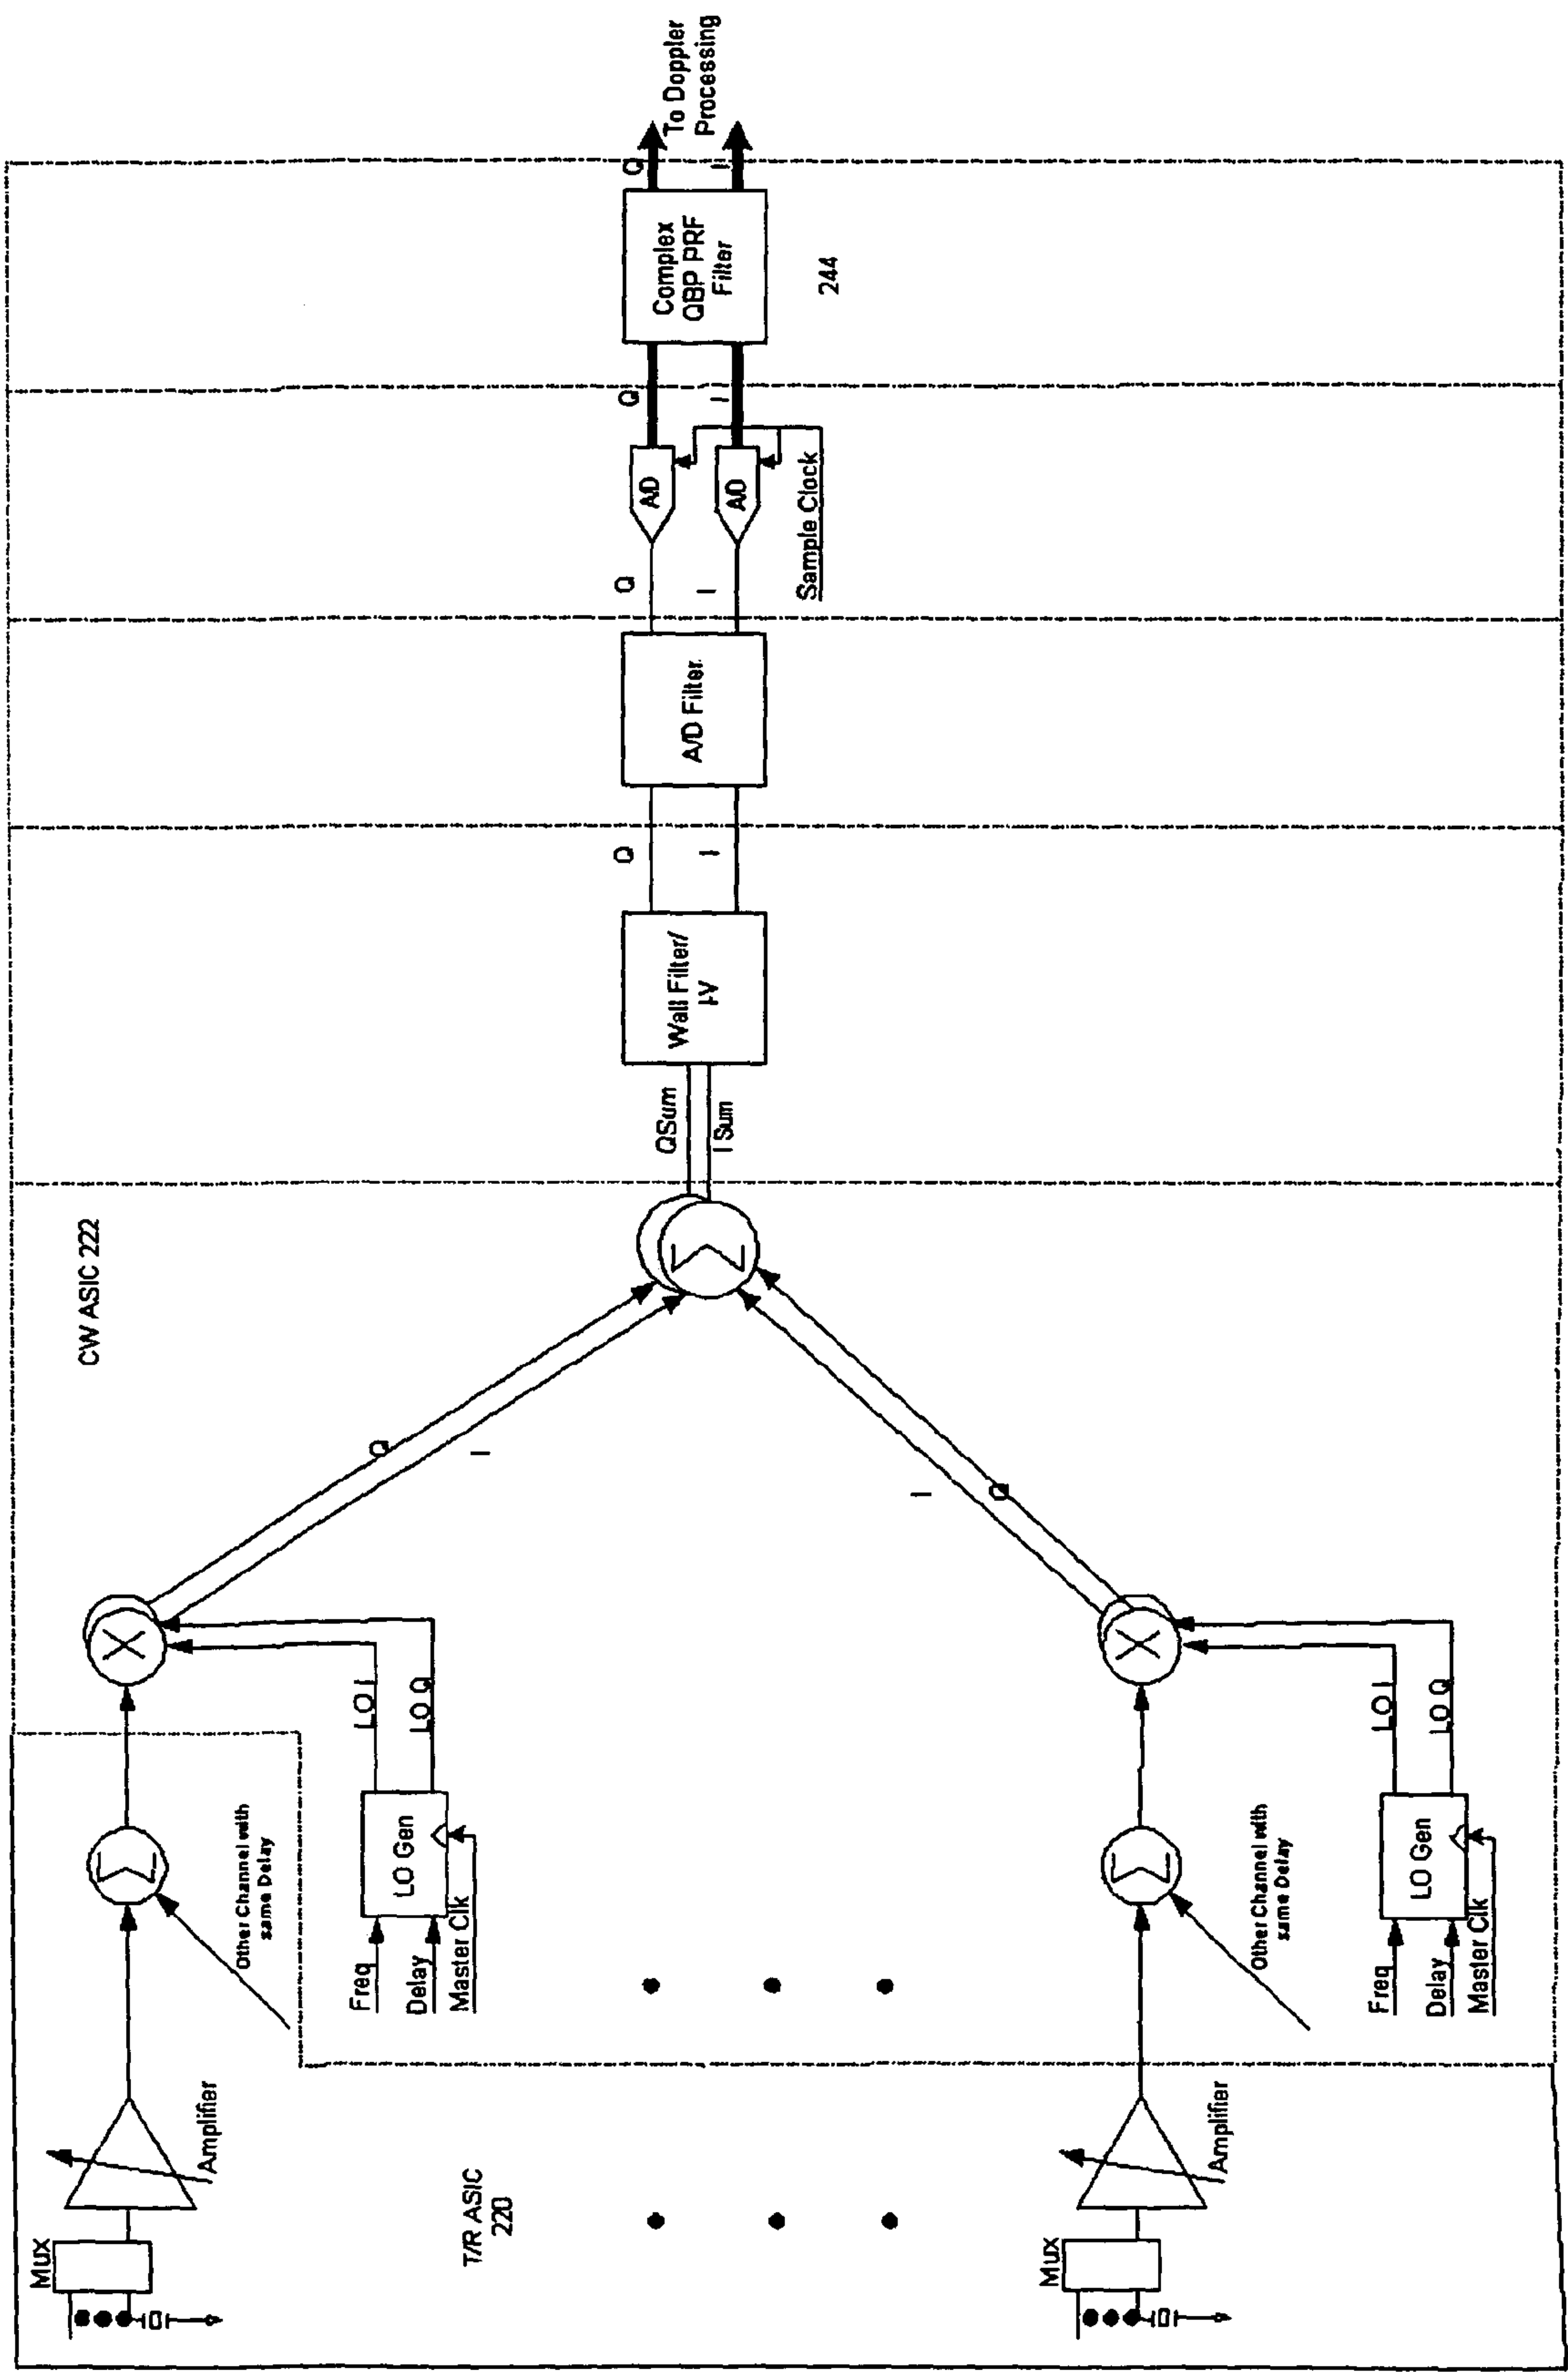 Mux
Amplifier
Other Channel with
same Delay
Freq
Delay
Master Clk
LO Gen
LO I
LO Q
X
Q
I
CW ASIC 222
T/R ASIC
220
Σ
QSum
I Sum
Wall Filter/
I-V
Q
I
A/D Filter
Q
I
A/D
A/D
Sample Clock
Q
I
Complex
QBP PRF
Filter
244
Q
I
To Doppler
Processing
Mux
Amplifier
Σ
Other Channel with
same Delay
Freq
Delay
Master Clk
LO Gen
LO I
LO Q
X
I
Q
Σ